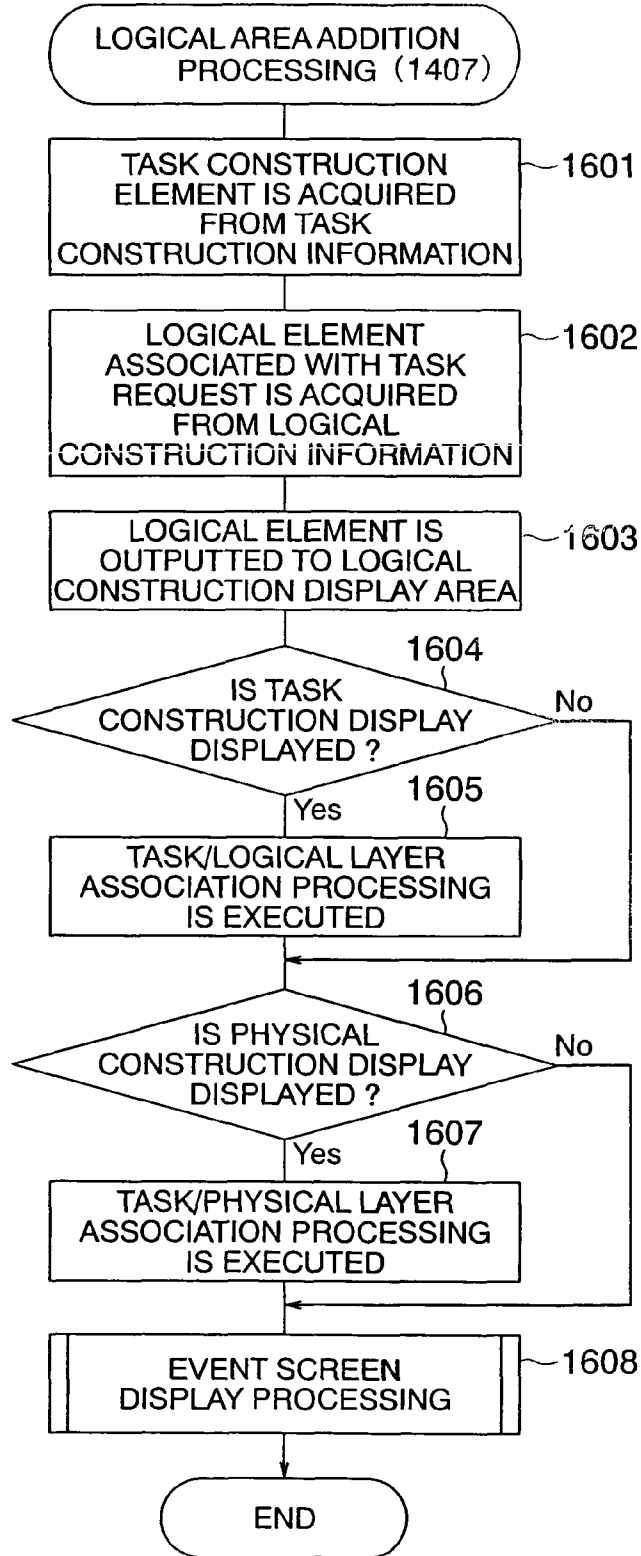 LOGICAL AREA ADDITION
PROCESSING (1407)
TASK CONSTRUCTION
ELEMENT IS ACQUIRED
FROM TASK
CONSTRUCTION INFORMATION
1601
LOGICAL ELEMENT
ASSOCIATED WITH TASK
REQUEST IS ACQUIRED
FROM LOGICAL
CONSTRUCTION INFORMATION
1602
LOGICAL ELEMENT IS
OUTPUTTED TO LOGICAL
CONSTRUCTION DISPLAY AREA
1603
1604
IS TASK
CONSTRUCTION DISPLAY
DISPLAYED ?
No
Yes
1605
TASK/LOGICAL LAYER
ASSOCIATION PROCESSING
IS EXECUTED
1606
IS PHYSICAL
CONSTRUCTION DISPLAY
DISPLAYED ?
No
Yes
1607
TASK/PHYSICAL LAYER
ASSOCIATION PROCESSING
IS EXECUTED
EVENT SCREEN
DISPLAY PROCESSING
1608
END